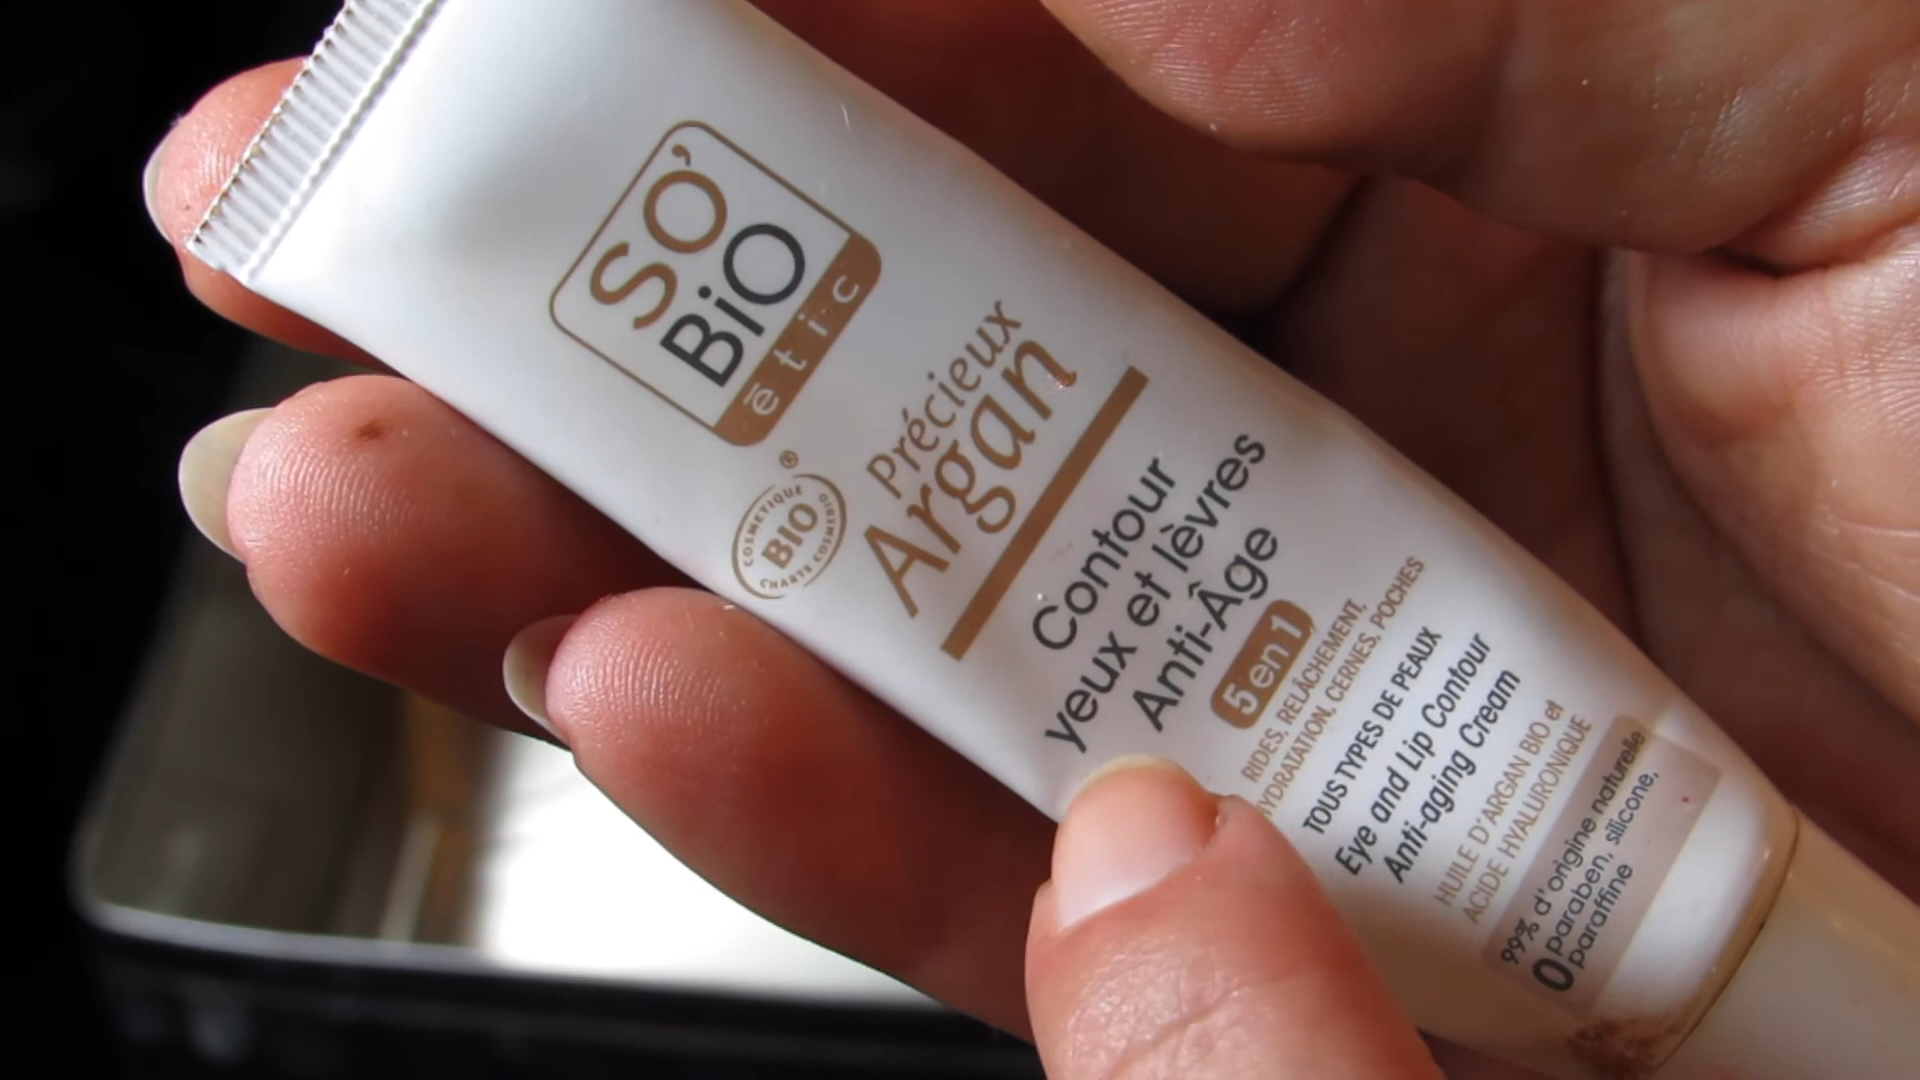 SO'
BiO
ētic
®
COSMETIQUE
BIO
CHARTE COSMEBIO
Précieux
Argan
Contour
yeux et lèvres
Anti-Âge
5 en 1
RIDES, RELÂCHEMENT,
HYDRATATION, CERNES, POCHES
TOUS TYPES DE PEAUX
Eye and Lip Contour
Anti-aging Cream
HUILE D'ARGAN BIO et
ACIDE HYALURONIQUE
99% d'origine naturelle
0 paraben, silicone,
paraffine